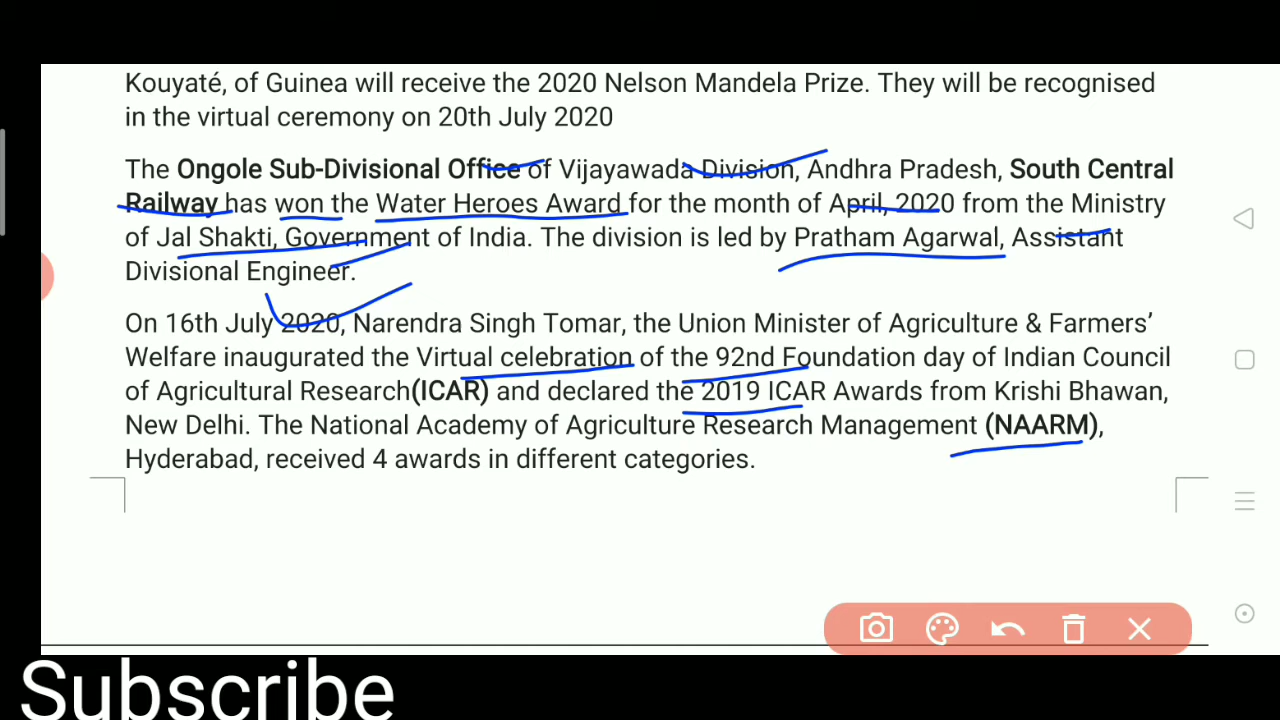 Kouyaté, of Guinea will receive the 2020 Nelson Mandela Prize. They will be recognised
in the virtual ceremony on 20th July 2020
The Ongole Sub-Divisional Office of Vijayawada Division, Andhra Pradesh, South Central
Railway has won the Water Heroes Award for the month of April, 2020 from the Ministry
of Jal Shakti, Government of India. The division is led by Pratham Agarwal, Assistant
Divisional Engineer.
On 16th July 2020, Narendra Singh Tomar, the Union Minister of Agriculture & Farmers’
Welfare inaugurated the Virtual celebration of the 92nd Foundation day of Indian Council
of Agricultural Research(ICAR) and declared the 2019 ICAR Awards from Krishi Bhawan,
New Delhi. The National Academy of Agriculture Research Management (NAARM),
Hyderabad, received 4 awards in different categories.
Subscribe